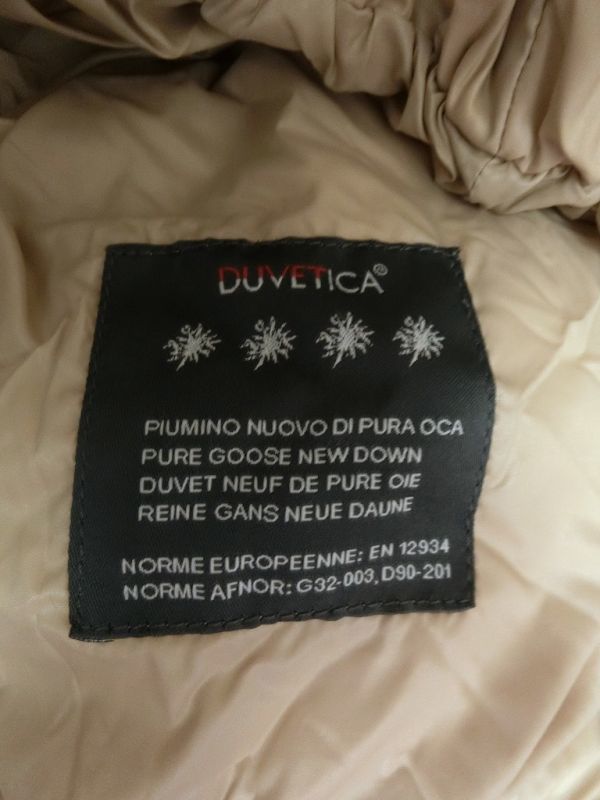 DUVETICA®
PIUMINO NUOVO DI PURA OCA
PURE GOOSE NEW DOWN
DUVET NEUF DE PURE OIE
REINE GANS NEUE DAUNE
NORME EUROPEENNE: EN 12934
NORME AFNOR: G32-003, D90-201